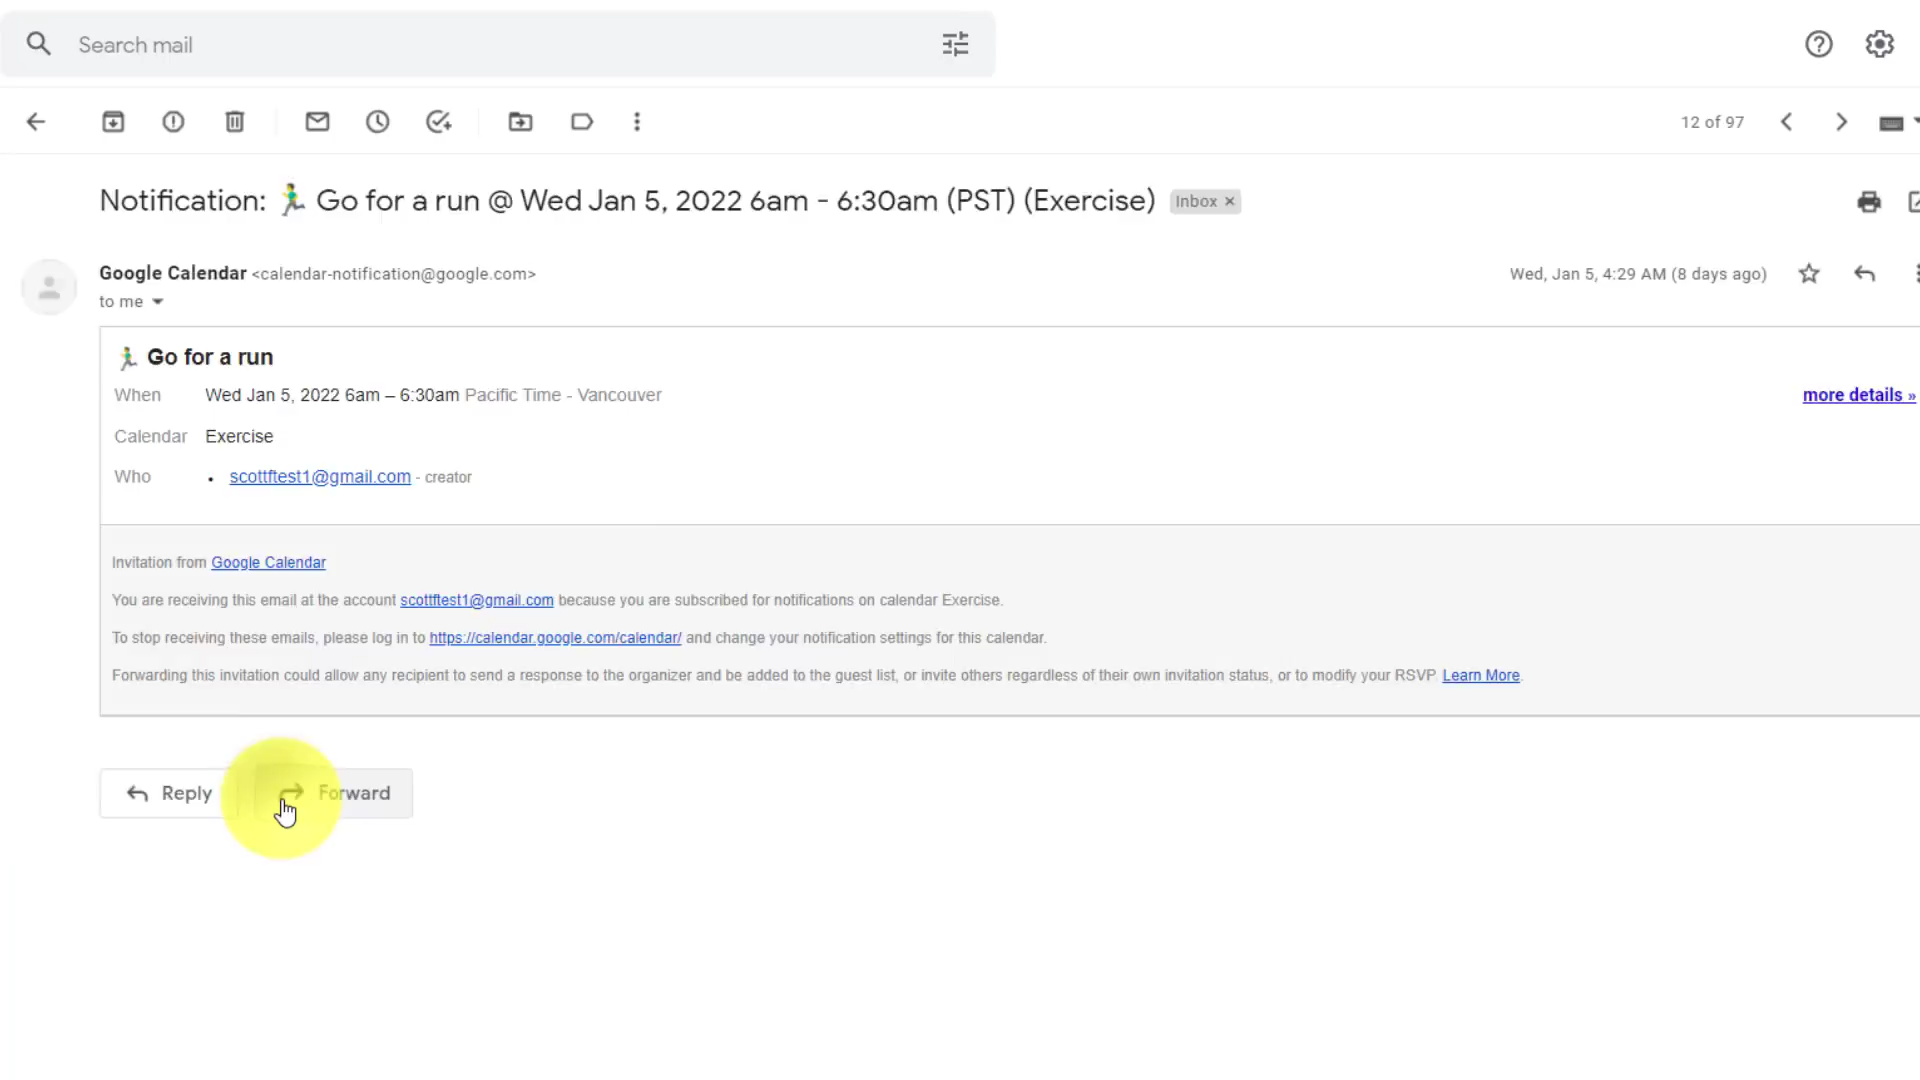 Search mail
12 of 97
Notification: 🏃‍♂️ Go for a run @ Wed Jan 5, 2022 6am - 6:30am (PST) (Exercise) Inbox ×
Google Calendar <calendar-notification@google.com> Wed, Jan 5, 4:29 AM (8 days ago)
to me
🏃‍♂️ Go for a run
When Wed Jan 5, 2022 6am – 6:30am Pacific Time - Vancouver more details »
Calendar Exercise
Who • scottftest1@gmail.com - creator
Invitation from Google Calendar
You are receiving this email at the account scottftest1@gmail.com because you are subscribed for notifications on calendar Exercise.
To stop receiving these emails, please log in to https://calendar.google.com/calendar/ and change your notification settings for this calendar.
Forwarding this invitation could allow any recipient to send a response to the organizer and be added to the guest list, or invite others regardless of their own invitation status, or to modify your RSVP. Learn More.
Reply Forward